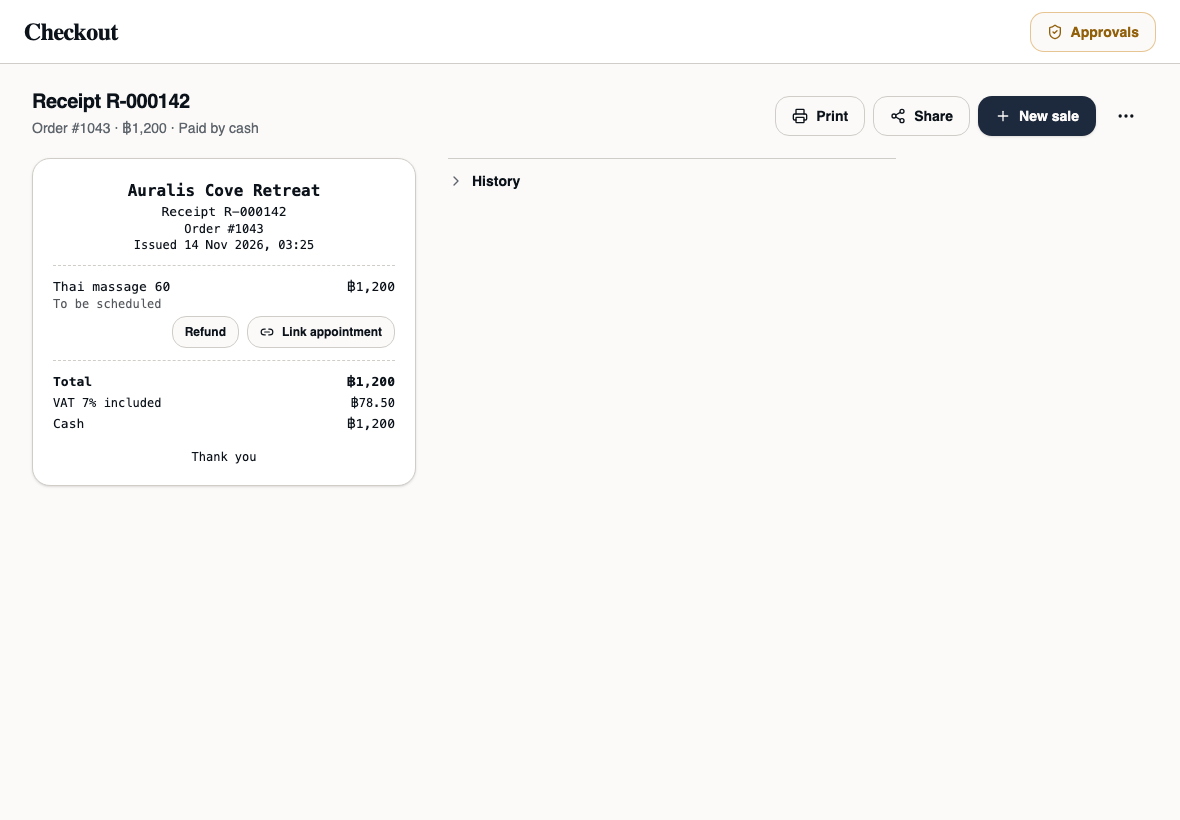 Checkout
Approvals
Receipt R-000142
Order #1043 · ฿1,200 · Paid by cash
Print
Share
New sale
Auralis Cove Retreat
Receipt R-000142
Order #1043
Issued 14 Nov 2026, 03:25
Thai massage 60 ฿1,200
To be scheduled
Refund
Link appointment
Total ฿1,200
VAT 7% included ฿78.50
Cash ฿1,200
Thank you
History